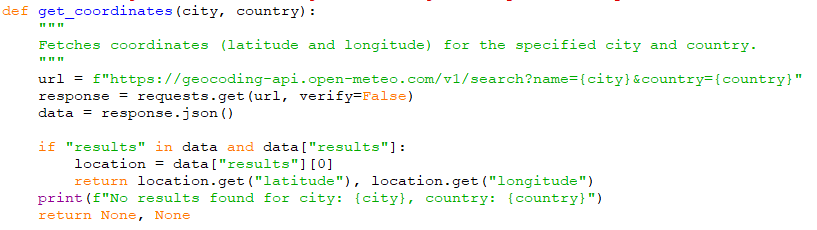 def get_coordinates(city, country):
    """
    Fetches coordinates (latitude and longitude) for the specified city and country.
    """
    url = f"https://geocoding-api.open-meteo.com/v1/search?name={city}&country={country}"
    response = requests.get(url, verify=False)
    data = response.json()

    if "results" in data and data["results"]:
        location = data["results"][0]
        return location.get("latitude"), location.get("longitude")
    print(f"No results found for city: {city}, country: {country}")
    return None, None